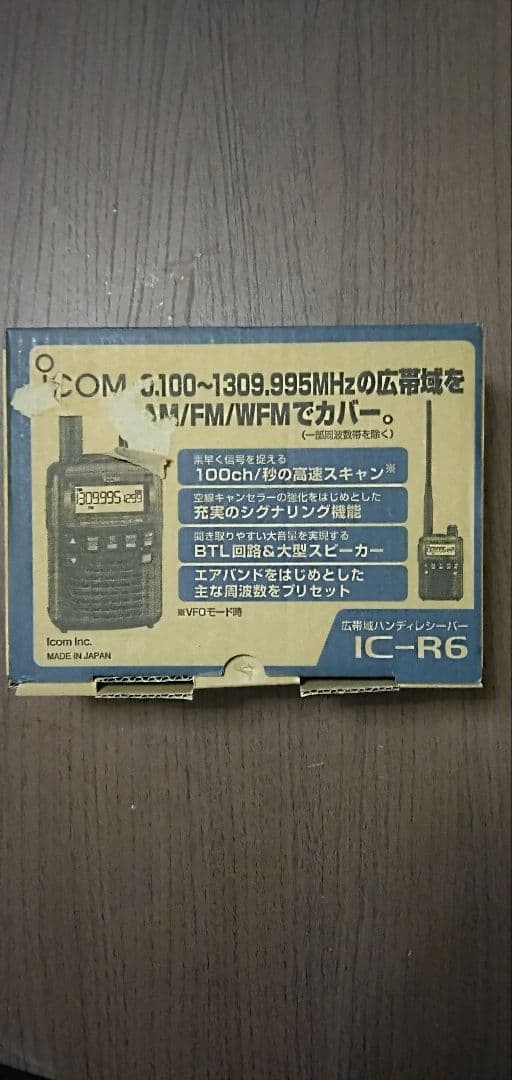 ICOM 0.100～1309.995MHzの広帯域を
AM/FM/WFMでカバー。
(一部周波数帯を除く)
素早く信号を捉える
100ch/秒の高速スキャン※
空線キャンセラーの強化をはじめとした
充実のシグナリング機能
聞き取りやすい大音量を実現する
BTL回路&大型スピーカー
エアバンドをはじめとした
主な周波数をプリセット
※VFOモード時
ICOM
1309.995
Icom Inc.
MADE IN JAPAN
広帯域ハンディレシーバー
IC-R6